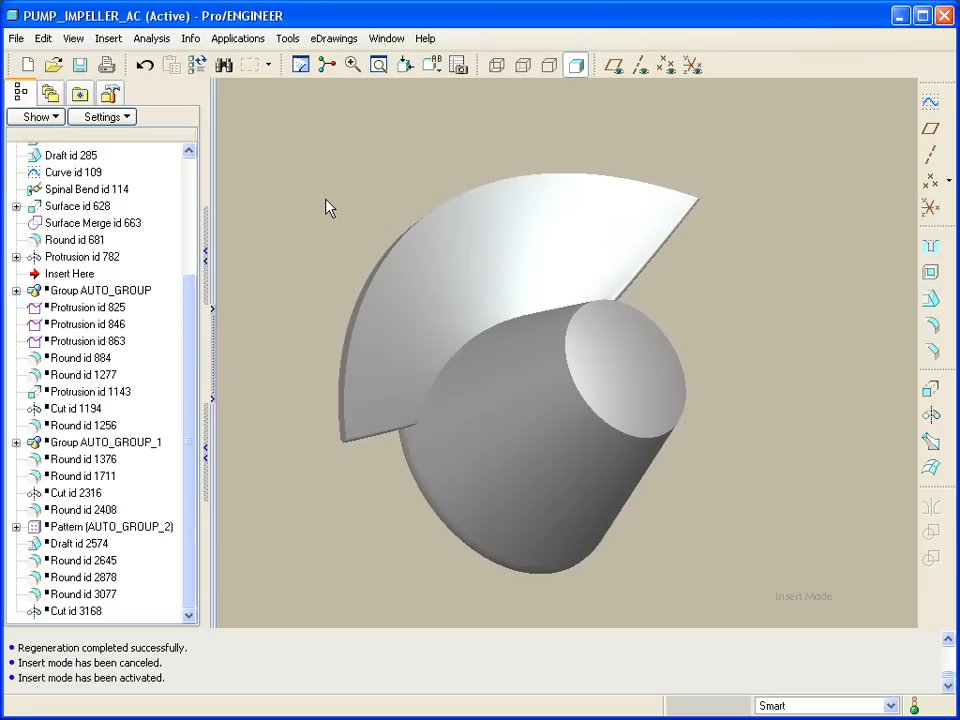 PUMP_IMPELLER_AC (Active) - Pro/ENGINEER
File Edit View Insert Analysis Info Applications Tools eDrawings Window Help
Show Settings
Draft id 285
Curve id 109
Spinal Bend id 114
Surface id 628
Surface Merge id 663
Round id 681
Protrusion id 782
Insert Here
Group AUTO_GROUP
Protrusion id 825
Protrusion id 846
Protrusion id 863
Round id 884
Round id 1277
Protrusion id 1143
Cut id 1194
Round id 1256
Group AUTO_GROUP_1
Round id 1376
Round id 1711
Cut id 2316
Round id 2408
Pattern (AUTO_GROUP_2)
Draft id 2574
Round id 2645
Round id 2878
Round id 3077
Cut id 3168
Insert Mode
Regeneration completed successfully.
Insert mode has been canceled.
Insert mode has been activated.
Smart